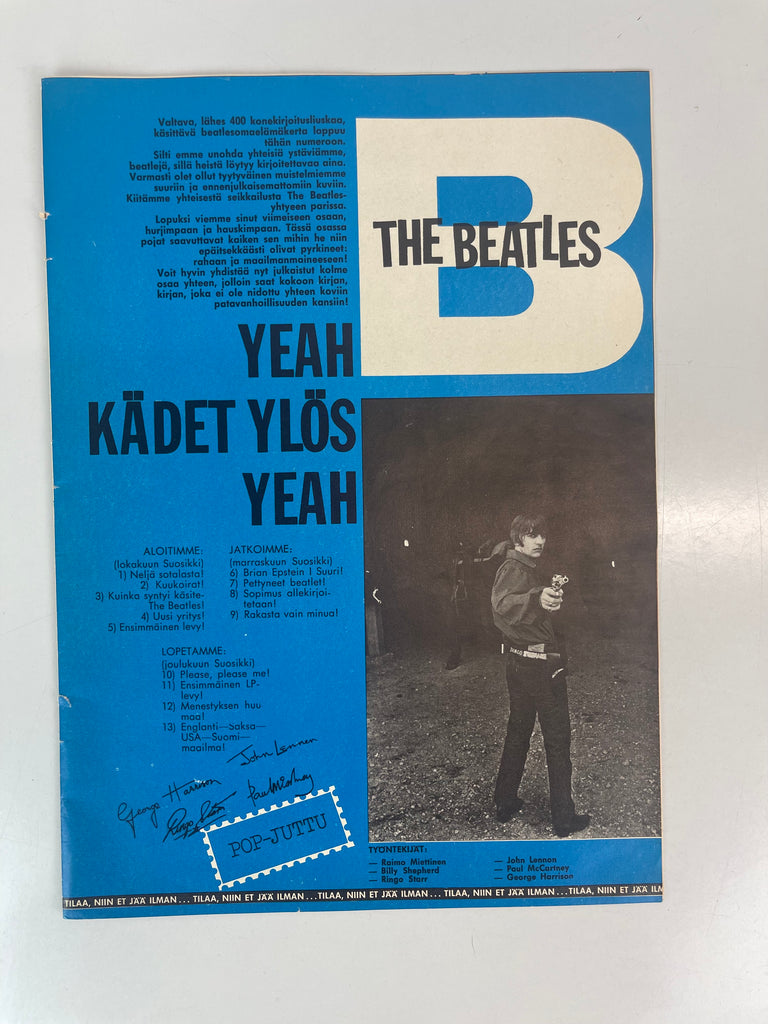 Valtava, lähes 400 konekirjoitusliuskaa,
käsittävä beatlesomaelämäkerta loppuu
tähän numeroon.
Silti emme unohda yhteisiä ystäviämme,
beatlejä, sillä heistä löytyy kirjoitettavaa aina.
Varmasti olet ollut tyytyväinen muistelmiemme
suuriin ja ennenjulkaisemattomiin kuviin.
Kiitämme yhteisestä seikkailusta The Beatles-
yhtyeen parissa.
Lopuksi viemme sinut viimeiseen osaan,
hurjimpaan ja hauskimpaan. Tässä osassa
pojat saavuttavat kaiken sen mihin he niin
epäitsekkäästi olivat pyrkineet:
rahaan ja maailmanmaineeseen!
Voit hyvin yhdistää nyt julkaistut kolme
osaa yhteen, jolloin saat kokoon kirjan,
kirjan, joka ei ole nidottu yhteen koviin
patavanhoillisuuden kansiin!
B
THE BEATLES
YEAH
KÄDET YLÖS
YEAH
ALOITIMME:
(lokakuun Suosikki)
1) Neljä sotalasta!
2) Kuukoirat!
3) Kuinka syntyi käsite-
The Beatles!
4) Uusi yritys!
5) Ensimmäinen levy!
JATKOIMME:
(marraskuun Suosikki)
6) Brian Epstein I Suuri!
7) Pettyneet beatlet!
8) Sopimus allekirjoi-
tetaan!
9) Rakasta vain minua!
LOPETAMME:
(joulukuun Suosikki)
10) Please, please me!
11) Ensimmäinen LP-
levy!
12) Menestyksen huu
maa!
13) Englanti—Saksa—
USA—Suomi—
maailma!
John Lennon
George Harrison
Paul McCartney
Ringo Starr
POP-JUTTU
TYÖNTEKIJÄT:
— Raimo Miettinen
— Billy Shepherd
— Ringo Starr
— John Lennon
— Paul McCartney
— George Harrison
TILAA, NIIN ET JÄÄ ILMAN... TILAA, NIIN ET JÄÄ ILMAN...TILAA, NIIN ET JÄÄ ILMAN... TILAA, NIIN ET JÄÄ ILMAN...TILAA, NIIN ET JÄÄ ILM